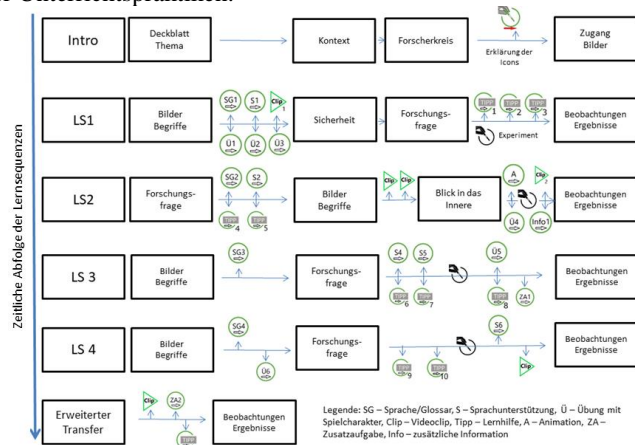 Intro
Deckblatt
Thema
Kontext
Forscherkreis
Erklärung der
Icons
Zugang
Bilder
LS1
Bilder
Begriffe
SG1 S1 Clip 1
Ü1 Ü2 Ü3
Sicherheit
Forschungs-
frage
TIPP 1 TIPP 2 TIPP 3
Experiment
Beobachtungen
Ergebnisse
LS2
Forschungs-
frage
SG2 S2
TIPP 4 TIPP 5
Bilder
Begriffe
Clip Clip
Blick in das
Innere
A Clip
Ü4 Info1
Beobachtungen
Ergebnisse
LS 3
Bilder
Begriffe
SG3
Forschungs-
frage
S4 S5 Ü5
TIPP 6 TIPP 7 TIPP 8 ZA1
Beobachtungen
Ergebnisse
LS 4
Bilder
Begriffe
SG4
Ü6
Forschungs-
frage
S6
TIPP 9 TIPP 10 Clip
Beobachtungen
Ergebnisse
Erweiterter
Transfer
Clip ZA2
TIPP
Beobachtungen
Ergebnisse
Zeitliche Abfolge der Lernsequenzen
Legende: SG – Sprache/Glossar, S – Sprachunterstützung, Ü – Übung mit
Spielcharakter, Clip – Videoclip, Tipp – Lernhilfe, A – Animation, ZA –
Zusatzaufgabe, Info – zusätzliche Information